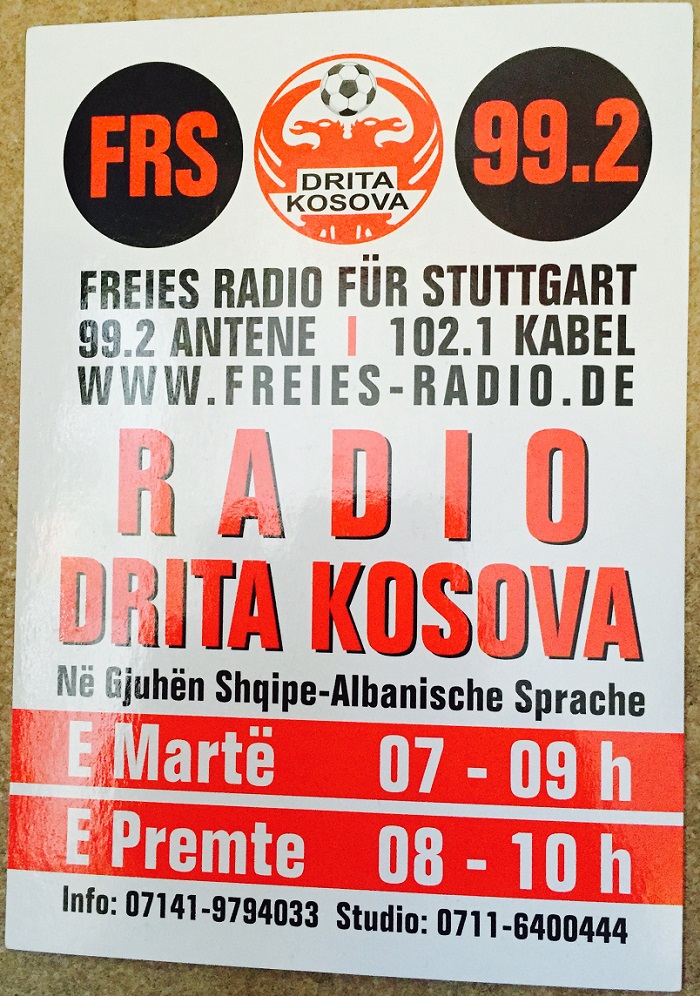 FRS
DRITA
KOSOVA
99.2
FREIES RADIO FÜR STUTTGART
99.2 ANTENE | 102.1 KABEL
WWW.FREIES-RADIO.DE
RADIO
DRITA KOSOVA
Në Gjuhën Shqipe-Albanische Sprache
E Martë 07 - 09 h
E Premte 08 - 10 h
Info: 07141-9794033 Studio: 0711-6400444